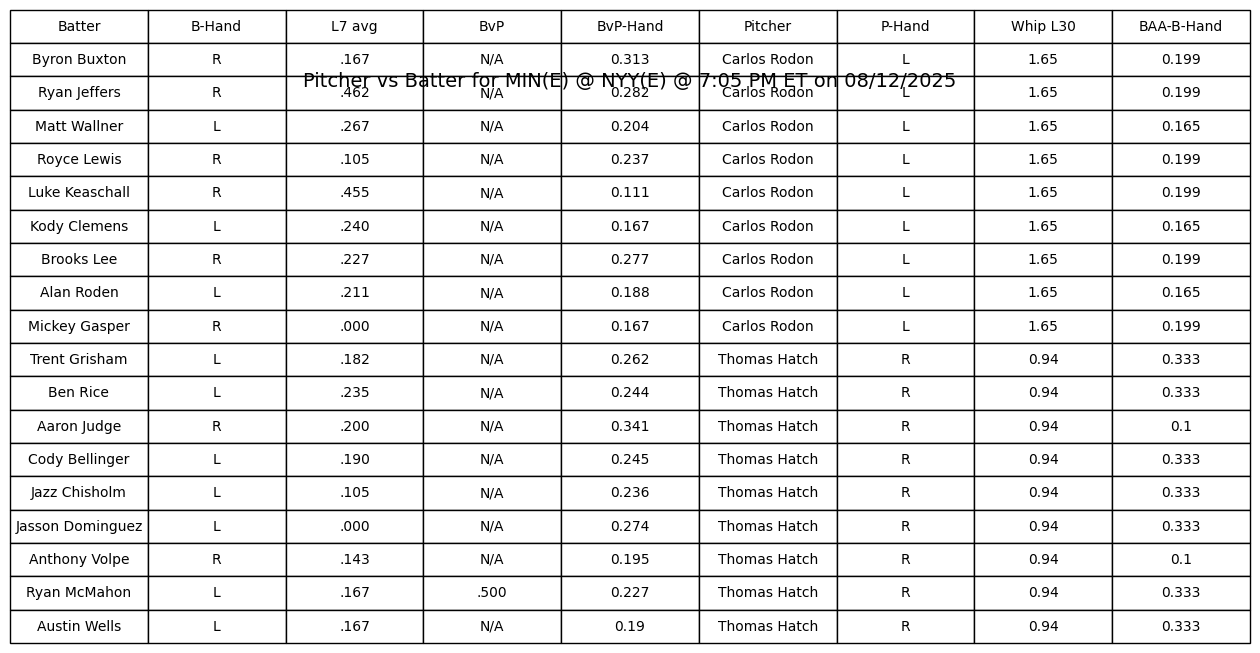 Batter B-Hand L7 avg BvP BvP-Hand Pitcher P-Hand Whip L30 BAA-B-Hand
Byron Buxton R .167 N/A 0.313 Carlos Rodon L 1.65 0.199
Pitcher vs Batter for MIN(E) @ NYY(E) @ 7:05 PM ET on 08/12/2025
Ryan Jeffers R .462 N/A 0.282 Carlos Rodon L 1.65 0.199
Matt Wallner L .267 N/A 0.204 Carlos Rodon L 1.65 0.165
Royce Lewis R .105 N/A 0.237 Carlos Rodon L 1.65 0.199
Luke Keaschall R .455 N/A 0.111 Carlos Rodon L 1.65 0.199
Kody Clemens L .240 N/A 0.167 Carlos Rodon L 1.65 0.165
Brooks Lee R .227 N/A 0.277 Carlos Rodon L 1.65 0.199
Alan Roden L .211 N/A 0.188 Carlos Rodon L 1.65 0.165
Mickey Gasper R .000 N/A 0.167 Carlos Rodon L 1.65 0.199
Trent Grisham L .182 N/A 0.262 Thomas Hatch R 0.94 0.333
Ben Rice L .235 N/A 0.244 Thomas Hatch R 0.94 0.333
Aaron Judge R .200 N/A 0.341 Thomas Hatch R 0.94 0.1
Cody Bellinger L .190 N/A 0.245 Thomas Hatch R 0.94 0.333
Jazz Chisholm L .105 N/A 0.236 Thomas Hatch R 0.94 0.333
Jasson Dominguez L .000 N/A 0.274 Thomas Hatch R 0.94 0.333
Anthony Volpe R .143 N/A 0.195 Thomas Hatch R 0.94 0.1
Ryan McMahon L .167 .500 0.227 Thomas Hatch R 0.94 0.333
Austin Wells L .167 N/A 0.19 Thomas Hatch R 0.94 0.333